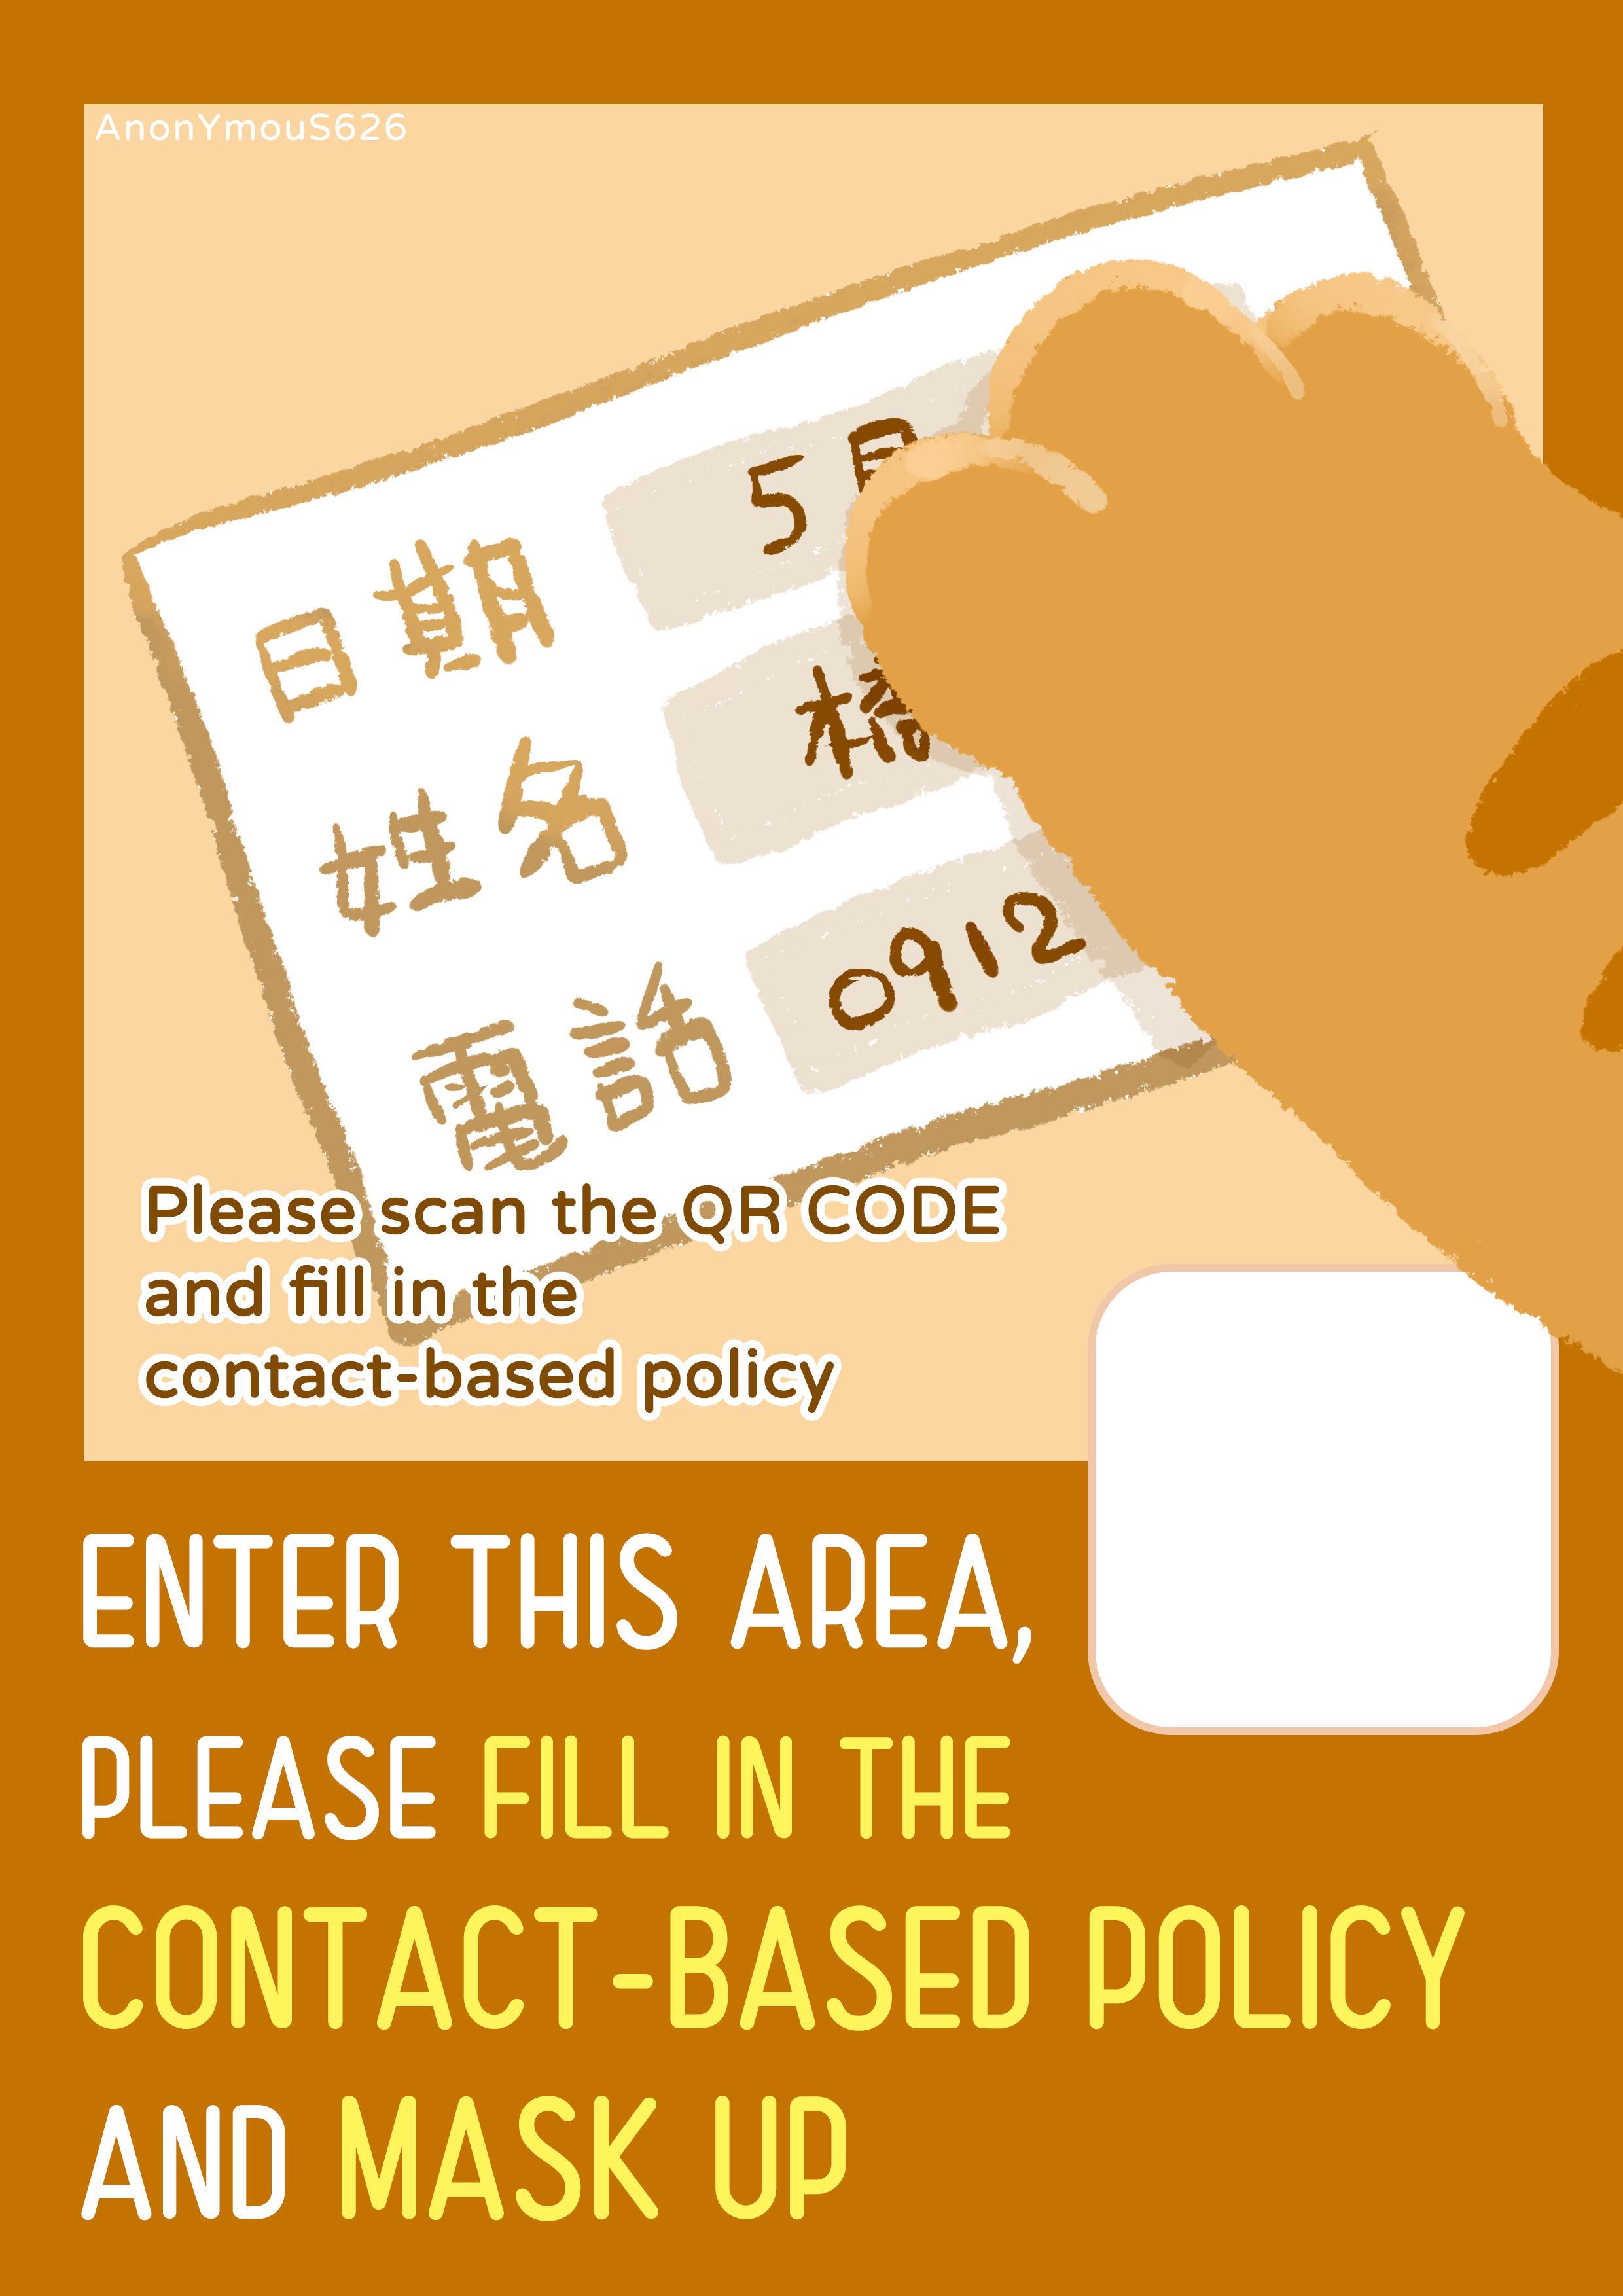 AnonYmouS626
日期 5月
姓名
電話 0912
Please scan the QR CODE
and fill in the
contact-based policy
ENTER THIS AREA,
PLEASE FILL IN THE
CONTACT-BASED POLICY
AND MASK UP